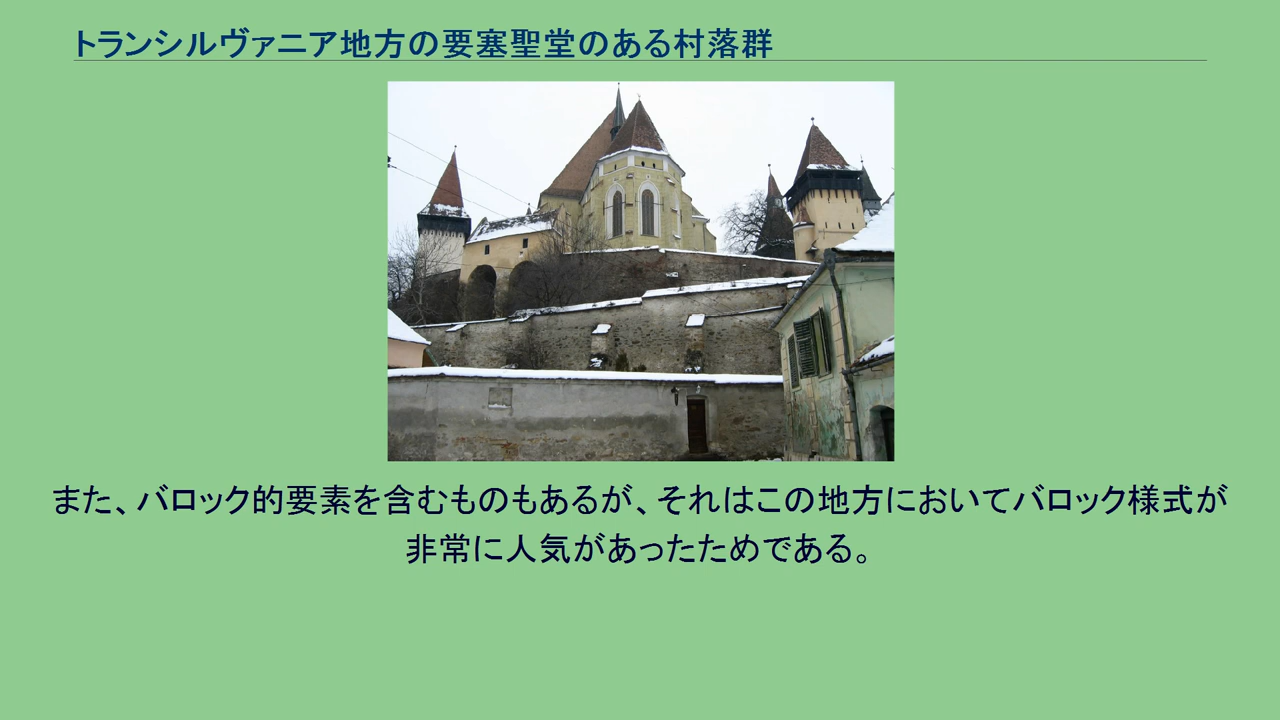 トランシルヴァニア地方の要塞聖堂のある村落群
また、バロック的要素を含むものもあるが、それはこの地方においてバロック様式が
非常に人気があったためである。